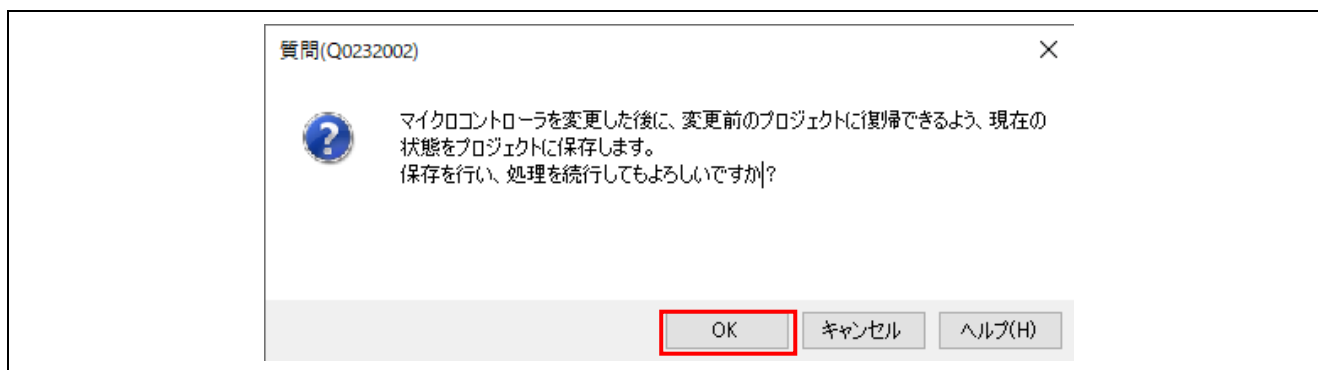 質問(Q0232002)
マイクロコントローラを変更した後に、変更前のプロジェクトに復帰できるよう、現在の
状態をプロジェクトに保存します。
保存を行い、処理を続行してもよろしいですか?
OK キャンセル ヘルプ(H)